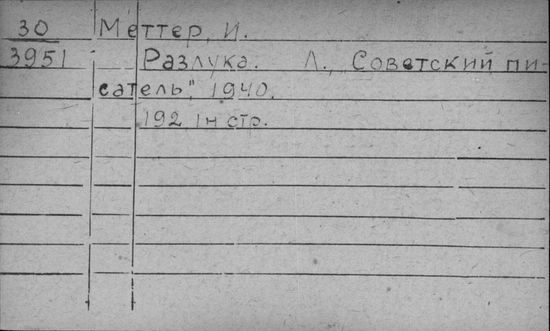 30 Меттер, И.
3951 Разлука. Л., Советский пи-
сатель", 1940.
192, 1н стр.